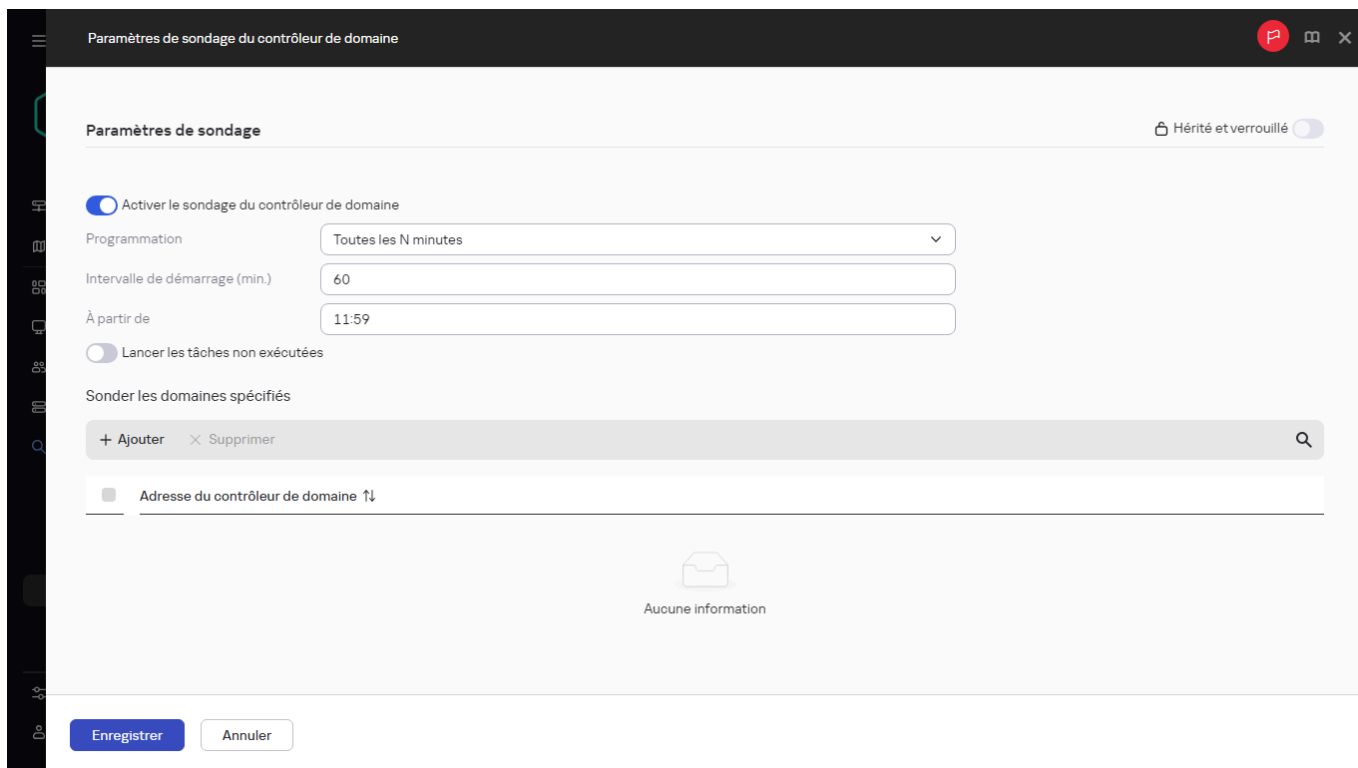 Paramètres de sondage du contrôleur de domaine
Paramètres de sondage
Hérité et verrouillé
Activer le sondage du contrôleur de domaine
Programmation
Toutes les N minutes
Intervalle de démarrage (min.)
60
À partir de
11:59
Lancer les tâches non exécutées
Sonder les domaines spécifiés
+ Ajouter
Supprimer
Adresse du contrôleur de domaine
Aucune information
Enregistrer
Annuler